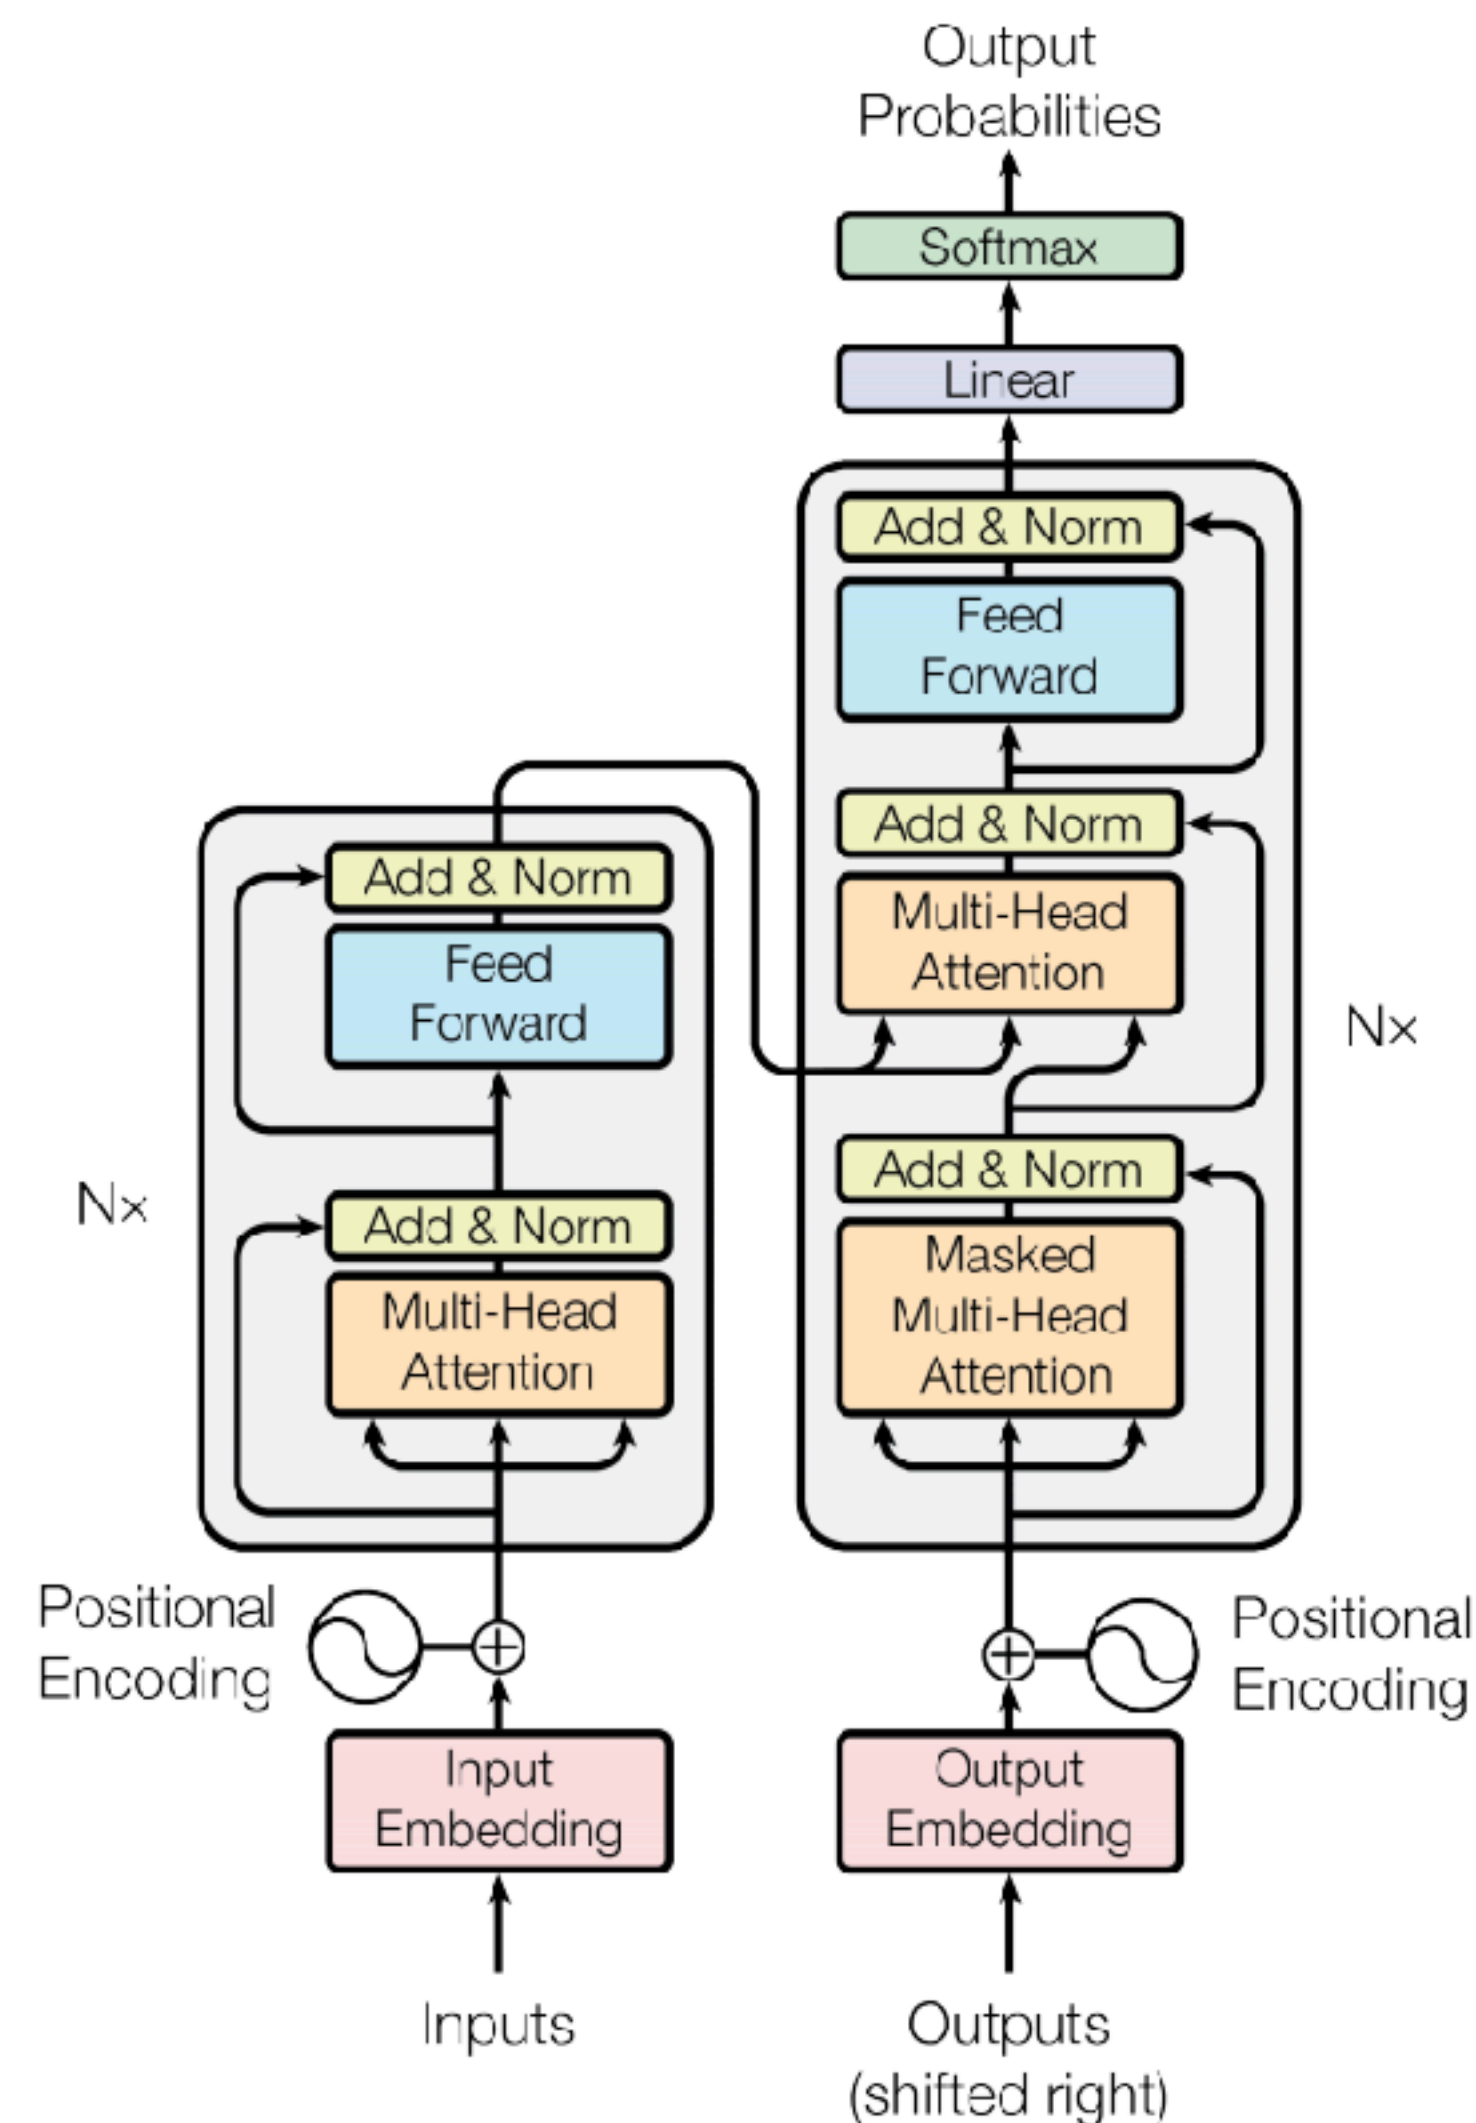 Output
Probabilities
Softmax
Linear
Add & Norm
Feed
Forward
Add & Norm
Multi-Head
Attention
Nx
Add & Norm
Masked
Multi-Head
Attention
Add & Norm
Feed
Forward
Nx
Add & Norm
Multi-Head
Attention
Positional
Encoding
Positional
Encoding
Input
Embedding
Output
Embedding
Inputs
Outputs
(shifted right)